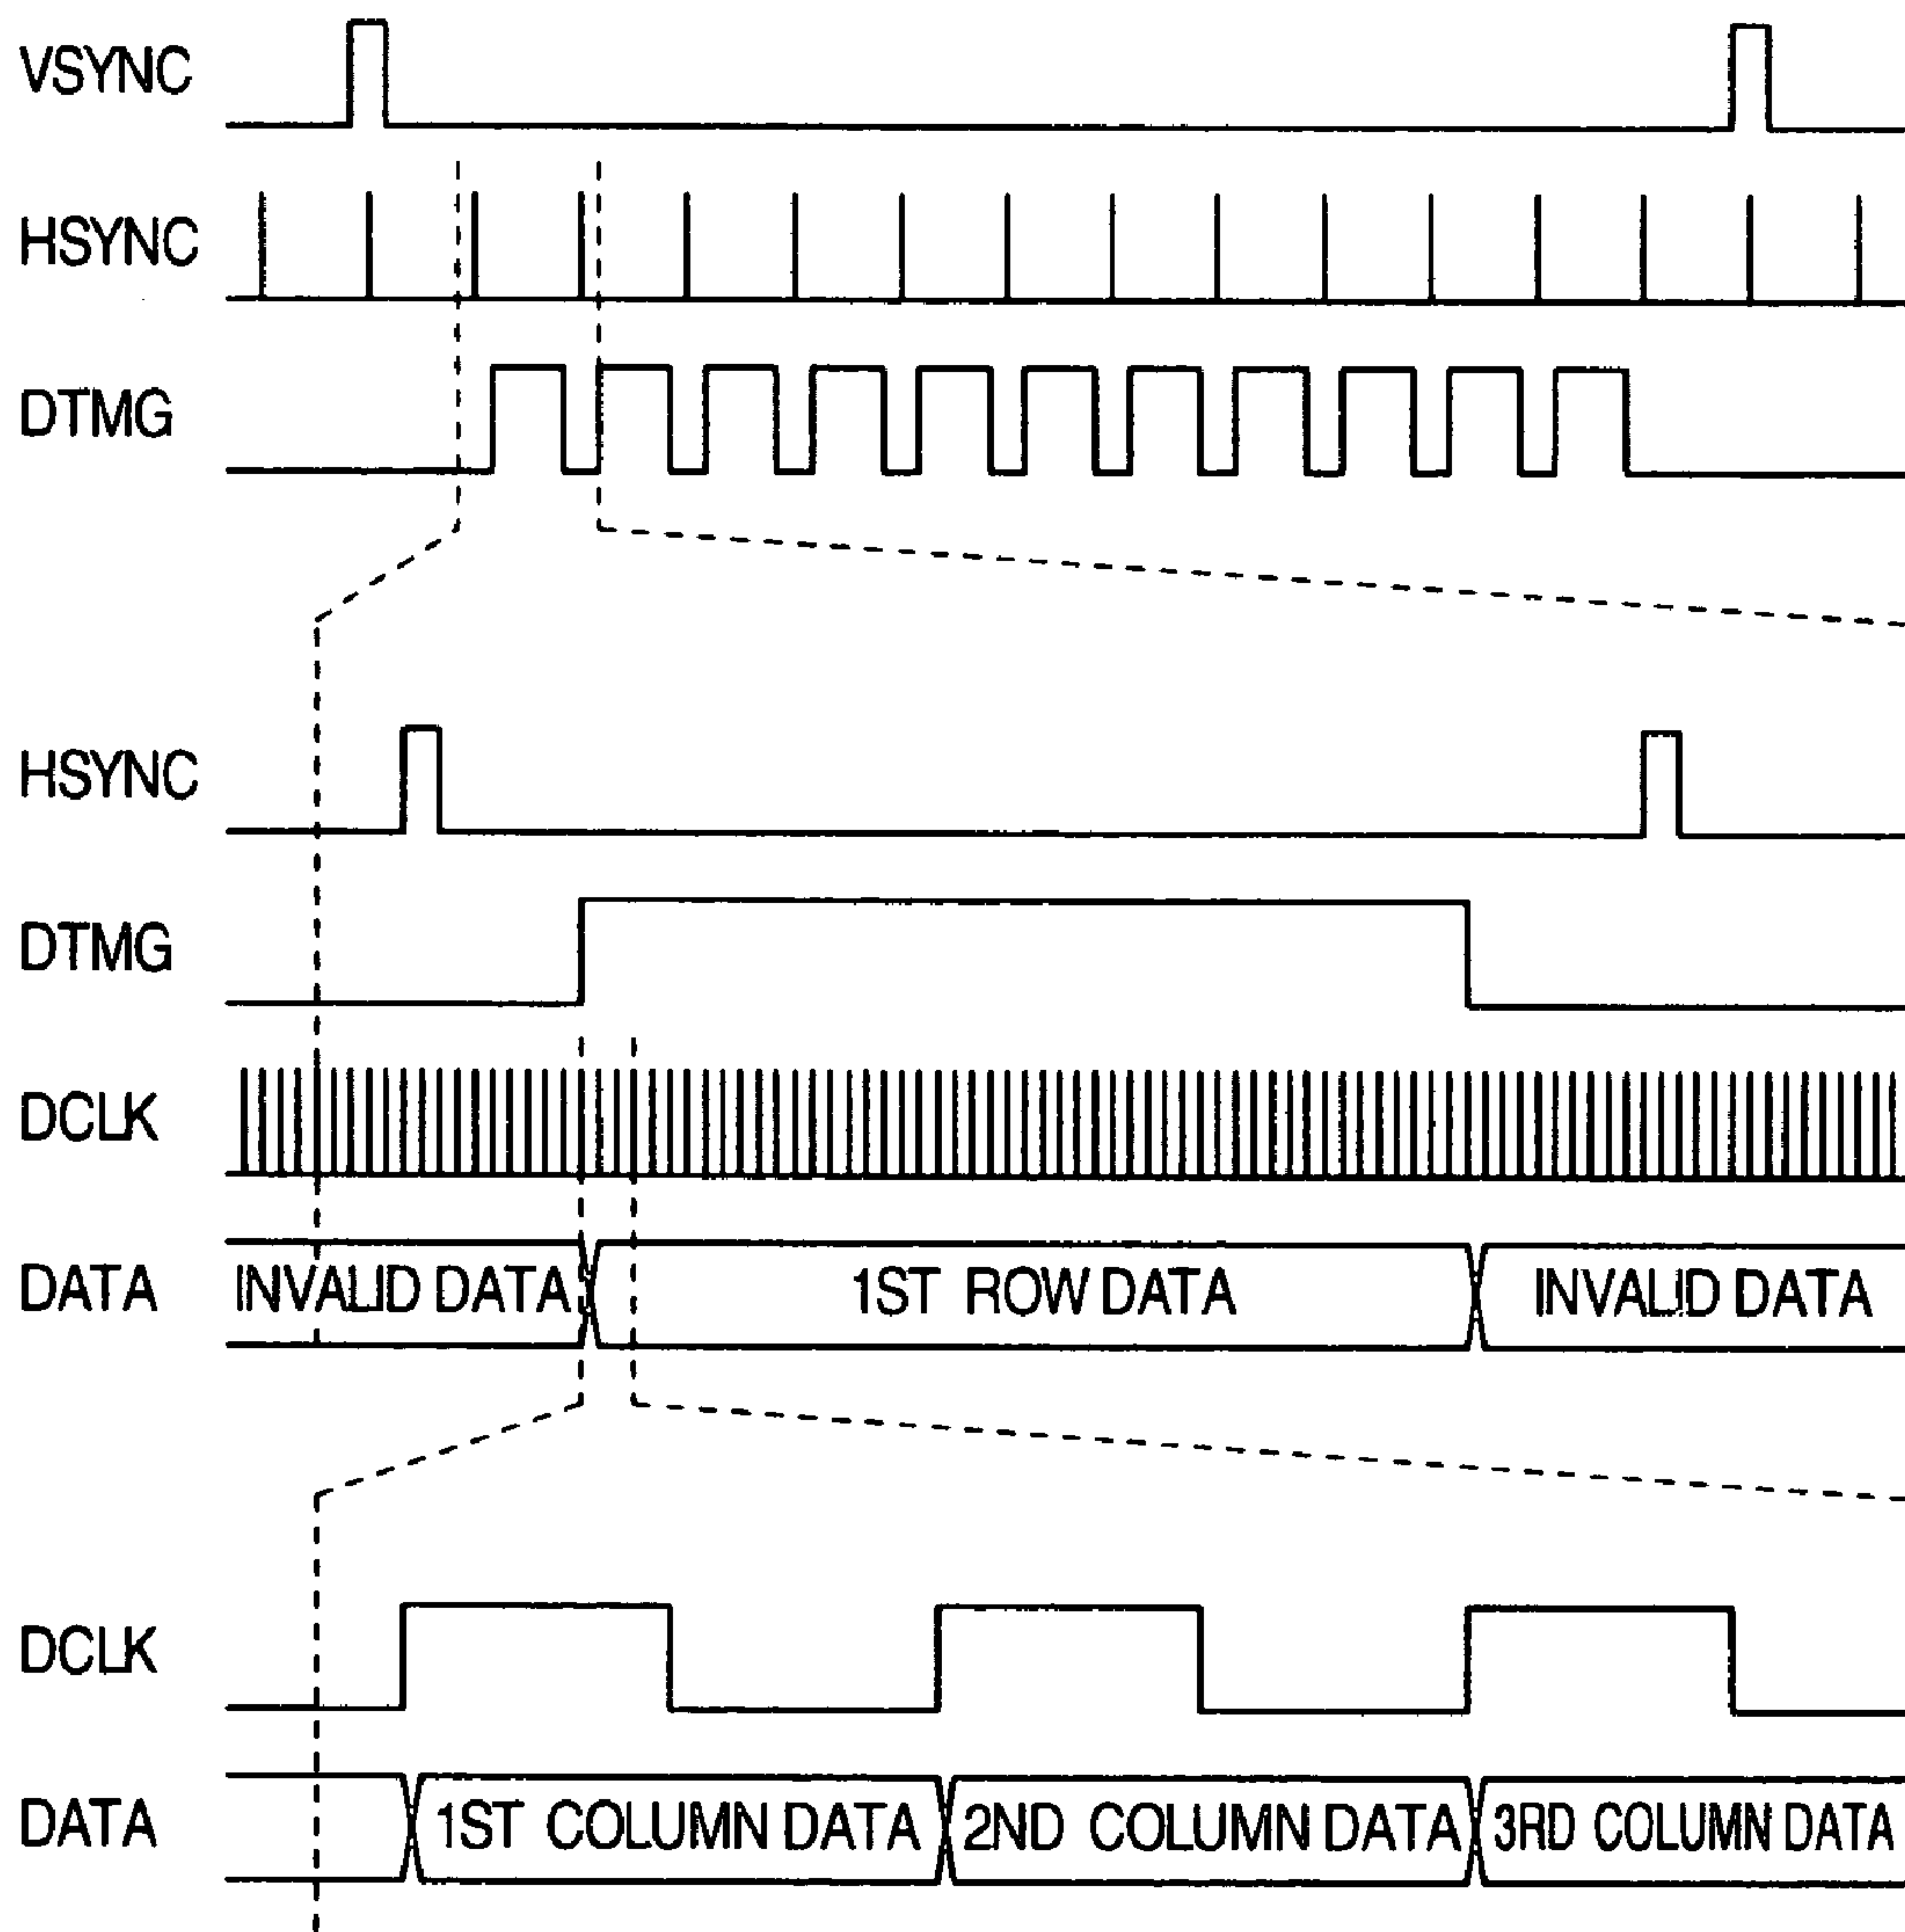 VSYNC
HSYNC
DTMG
HSYNC
DTMG
DCLK
DATA INVALID DATA 1ST ROW DATA INVALID DATA
DCLK
DATA 1ST COLUMN DATA 2ND COLUMN DATA 3RD COLUMN DATA